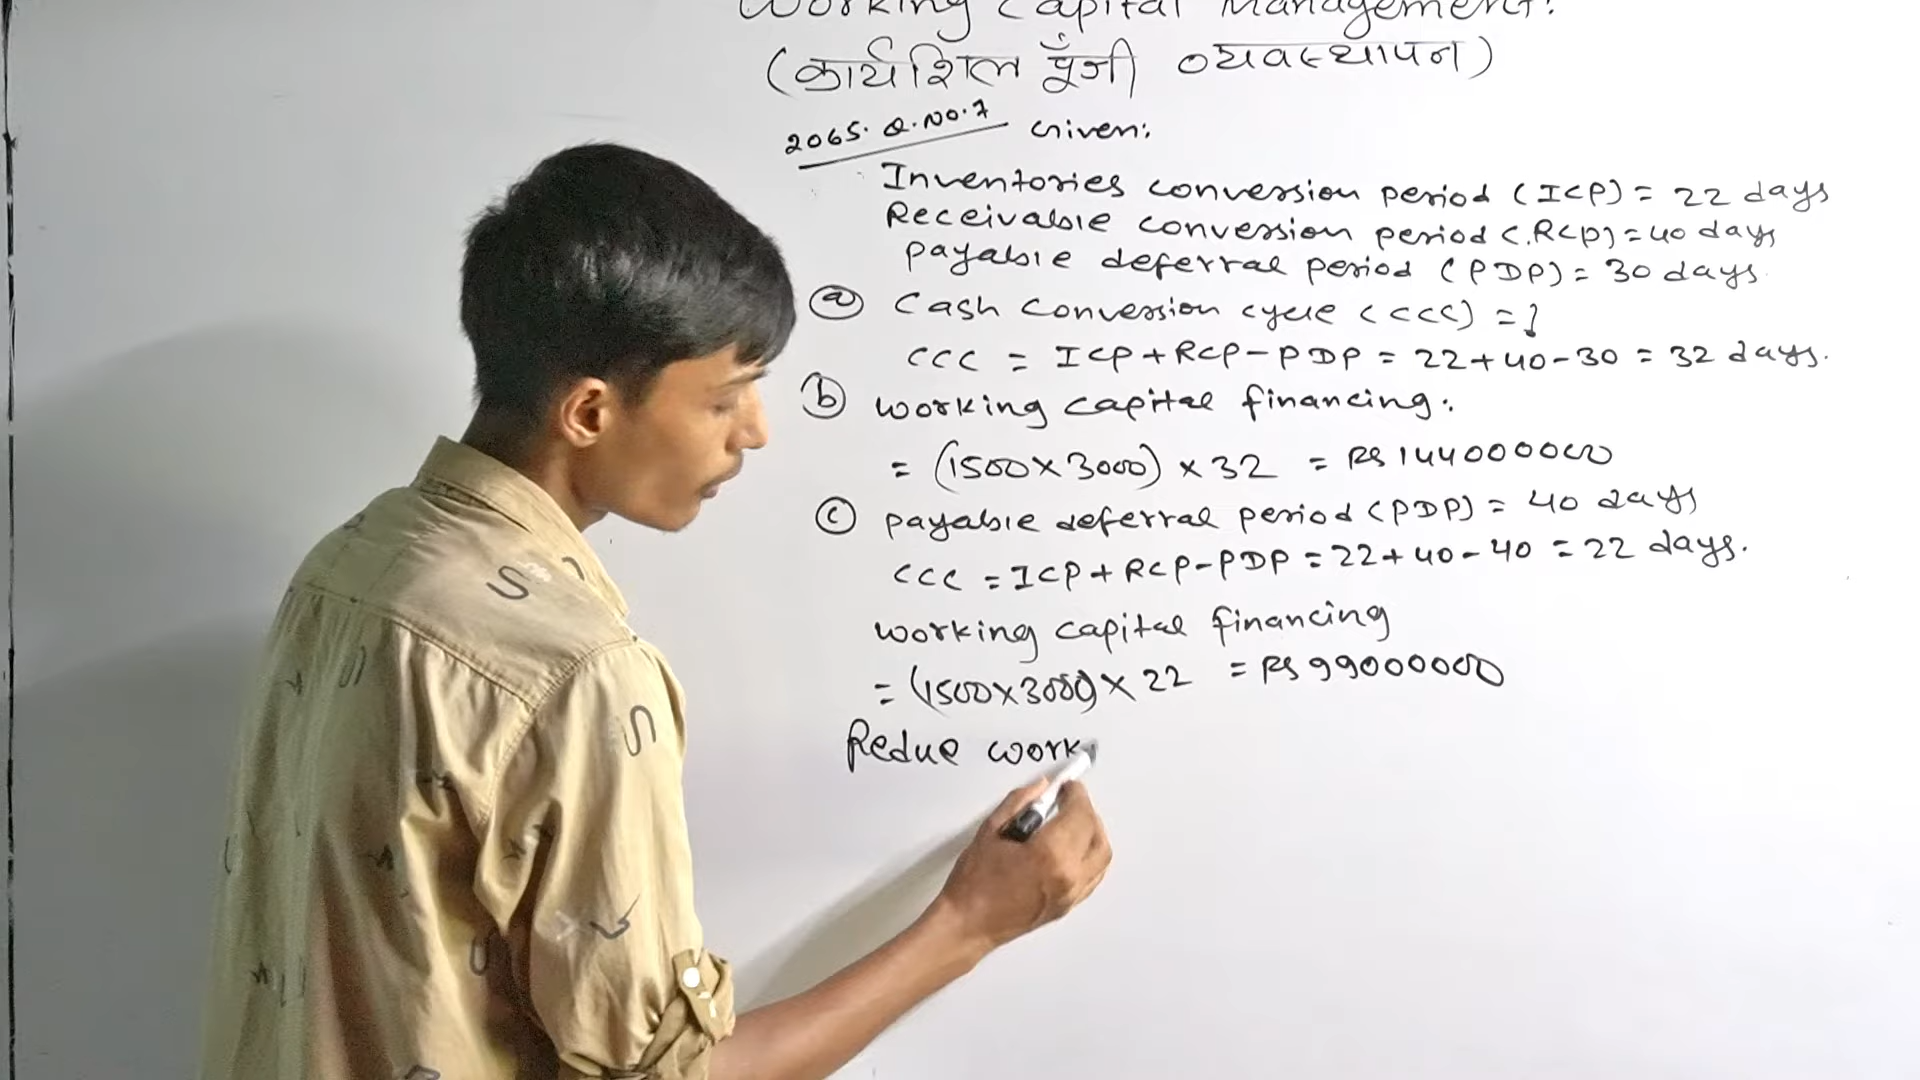 Working Capital Management:
(कार्यशिल पूँजी व्यवस्थापन)
2065. Q.NO.7 Given:
Inventories conversion period (ICP) = 22 days
Receivable conversion period (RCP) = 40 days
payable deferral period (PDP) = 30 days
(a) Cash conversion cycle (CCC) = ?
CCC = ICP + RCP - PDP = 22 + 40 - 30 = 32 days.
(b) working capital financing:
= (1500 × 3000) × 32 = Rs 144000000
(c) payable deferral period (PDP) = 40 days
CCC = ICP + RCP - PDP = 22 + 40 - 40 = 22 days.
working capital financing
= (1500 × 3000) × 22 = Rs 99000000
Redue work